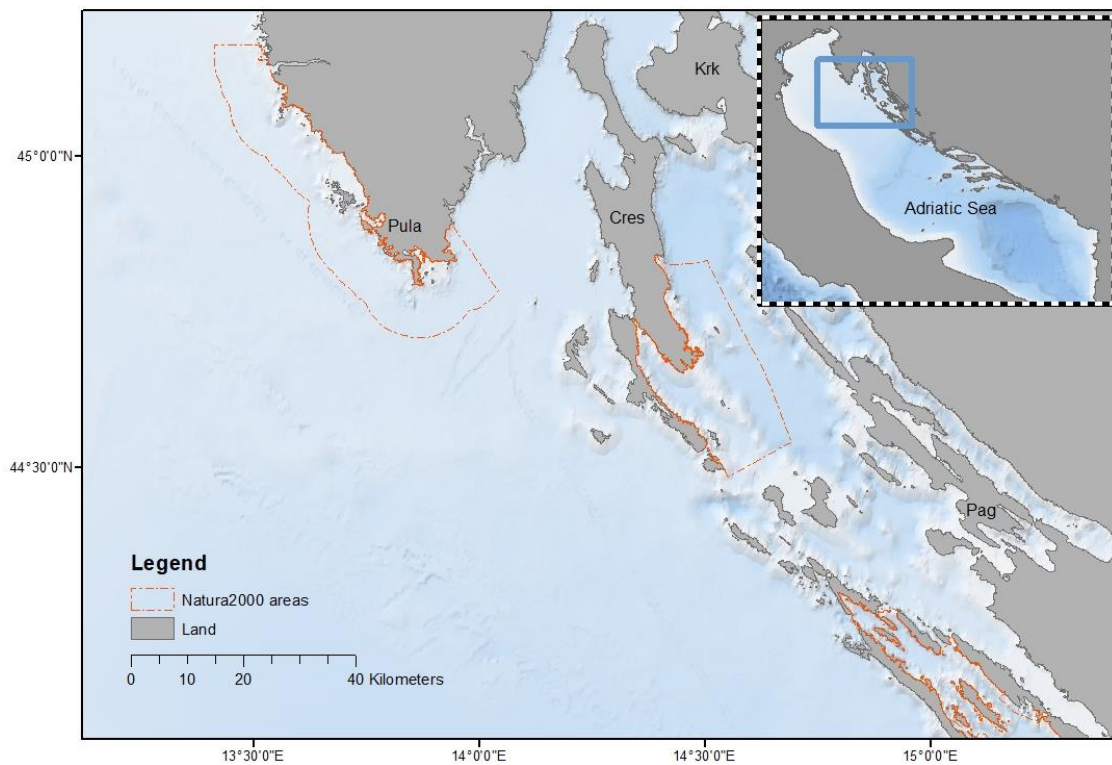 Krk
45°0'0"N
Cres
Pula
Adriatic Sea
44°30'0"N
Pag
Legend
Natura2000 areas
Land
0 10 20 40 Kilometers
13°30'0"E 14°0'0"E 14°30'0"E 15°0'0"E